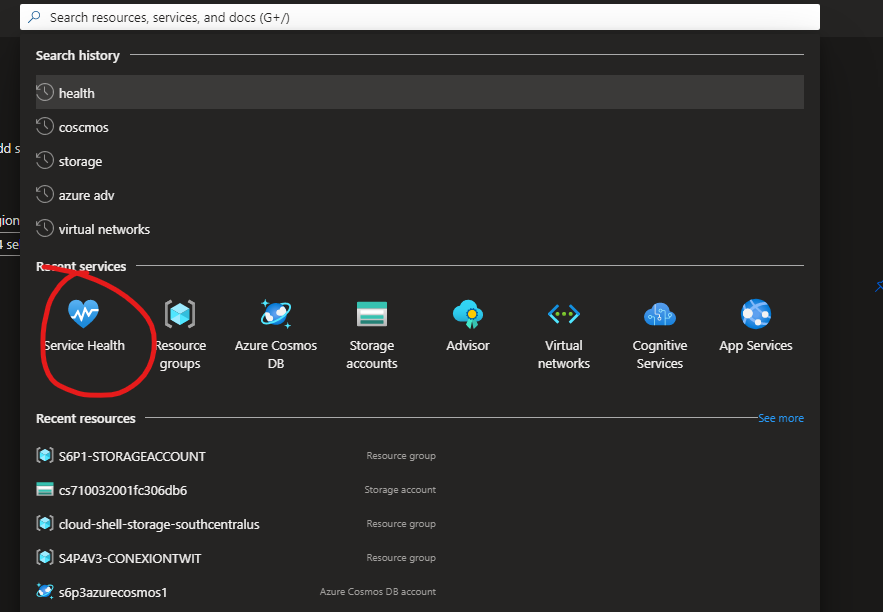 Search resources, services, and docs (G+/)
Search history
health
coscmos
storage
azure adv
virtual networks
dd s
gion
4 se
Recent services
Service Health
Resource groups
Azure Cosmos DB
Storage accounts
Advisor
Virtual networks
Cognitive Services
App Services
Recent resources
See more
S6P1-STORAGEACCOUNT Resource group
cs710032001fc306db6 Storage account
cloud-shell-storage-southcentralus Resource group
S4P4V3-CONEXIONTWIT Resource group
s6p3azurecosmos1 Azure Cosmos DB account